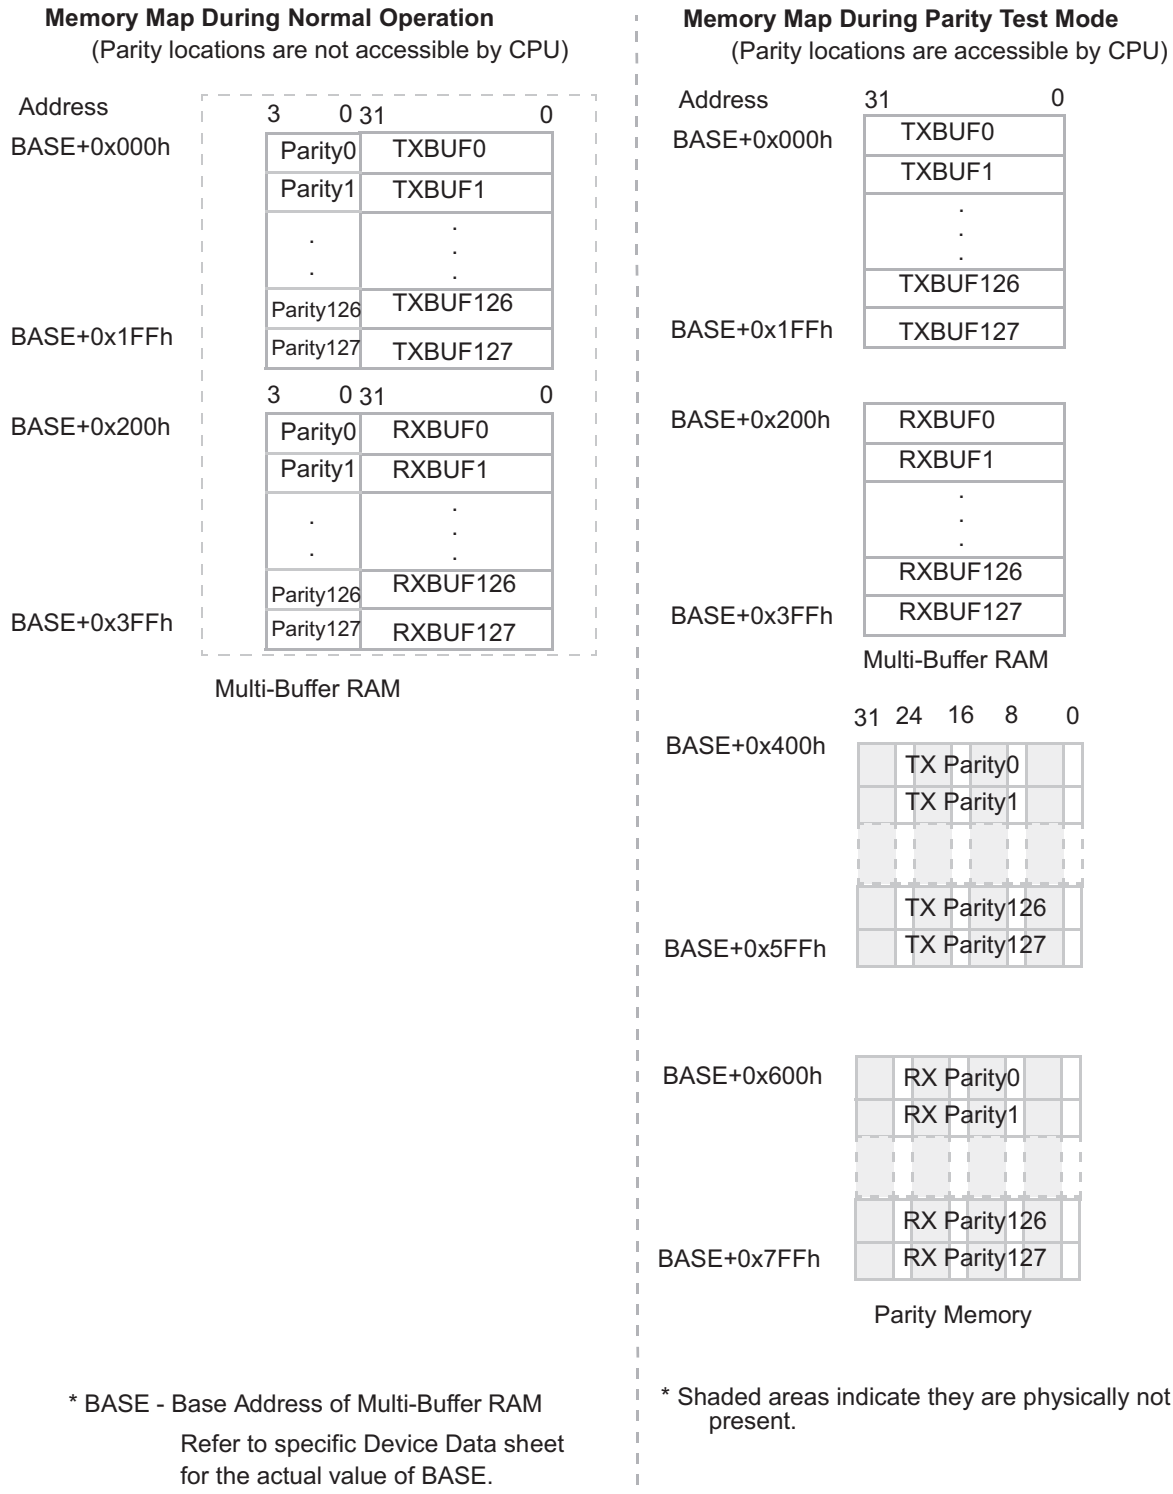 Memory Map During Normal Operation
(Parity locations are not accessible by CPU)
Address
3 0 31 0
BASE+0x000h
Parity0 TXBUF0
Parity1 TXBUF1
. .
. .
.
Parity126 TXBUF126
BASE+0x1FFh
Parity127 TXBUF127
3 0 31 0
BASE+0x200h
Parity0 RXBUF0
Parity1 RXBUF1
. .
. .
.
Parity126 RXBUF126
BASE+0x3FFh
Parity127 RXBUF127
Multi-Buffer RAM
* BASE - Base Address of Multi-Buffer RAM
Refer to specific Device Data sheet
for the actual value of BASE.
Memory Map During Parity Test Mode
(Parity locations are accessible by CPU)
Address
31 0
BASE+0x000h
TXBUF0
TXBUF1
.
.
.
TXBUF126
BASE+0x1FFh
TXBUF127
BASE+0x200h
RXBUF0
RXBUF1
.
.
.
RXBUF126
BASE+0x3FFh
RXBUF127
Multi-Buffer RAM
31 24 16 8 0
BASE+0x400h
TX Parity0
TX Parity1
TX Parity126
BASE+0x5FFh
TX Parity127
BASE+0x600h
RX Parity0
RX Parity1
RX Parity126
BASE+0x7FFh
RX Parity127
Parity Memory
* Shaded areas indicate they are physically not
present.